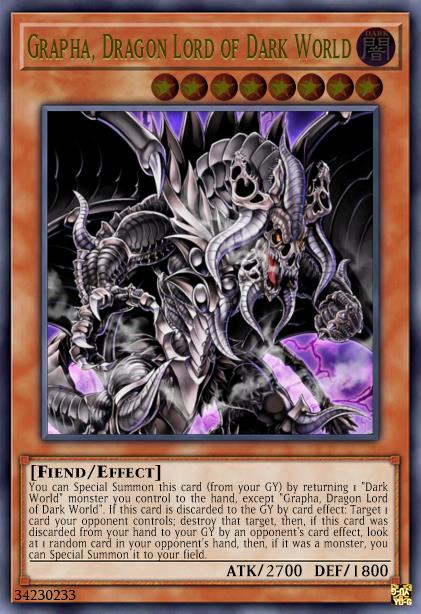 Grapha, Dragon Lord of Dark World
DARK
闇
[Fiend/Effect]
You can Special Summon this card (from your GY) by returning 1 "Dark
World" monster you control to the hand, except "Grapha, Dragon Lord
of Dark World". If this card is discarded to the GY by card effect: Target 1
card your opponent controls; destroy that target, then, if this card was
discarded from your hand to your GY by an opponent's card effect, look
at 1 random card in your opponent's hand, then, if it was a monster, you
can Special Summon it to your field.
ATK/2700 DEF/1800
34230233